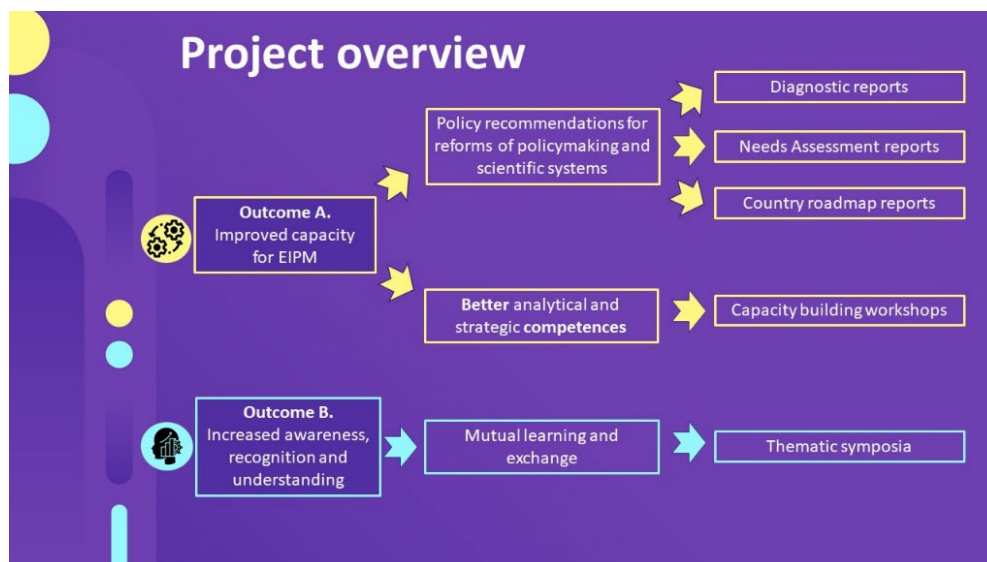 Project overview
Outcome A.
Improved capacity
for EIPM
Policy recommendations for
reforms of policymaking and
scientific systems
Diagnostic reports
Needs Assessment reports
Country roadmap reports
Better analytical and
strategic competences
Capacity building workshops
Outcome B.
Increased awareness,
recognition and
understanding
Mutual learning and
exchange
Thematic symposia